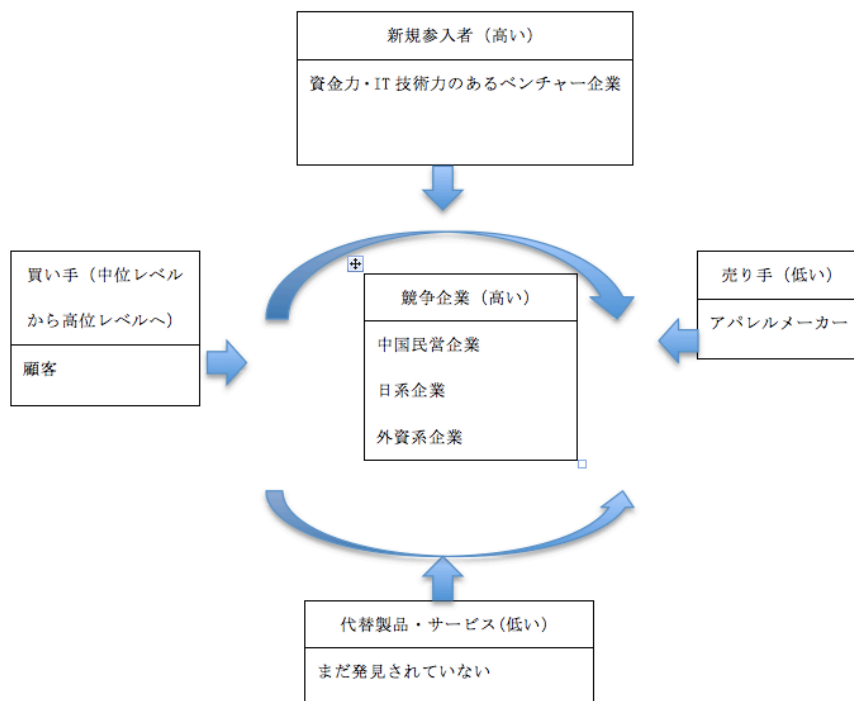 新規参入者（高い）
資金力・IT 技術力のあるベンチャー企業
買い手（中位レベル
から高位レベルへ）
顧客
競争企業（高い）
中国民営企業
日系企業
外資系企業
売り手（低い）
アパレルメーカー
代替製品・サービス(低い）
まだ発見されていない